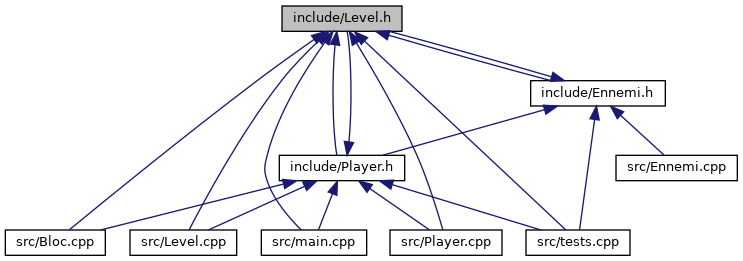 include/Level.h
include/Ennemi.h
include/Player.h
src/Ennemi.cpp
src/Bloc.cpp
src/Level.cpp
src/main.cpp
src/Player.cpp
src/tests.cpp